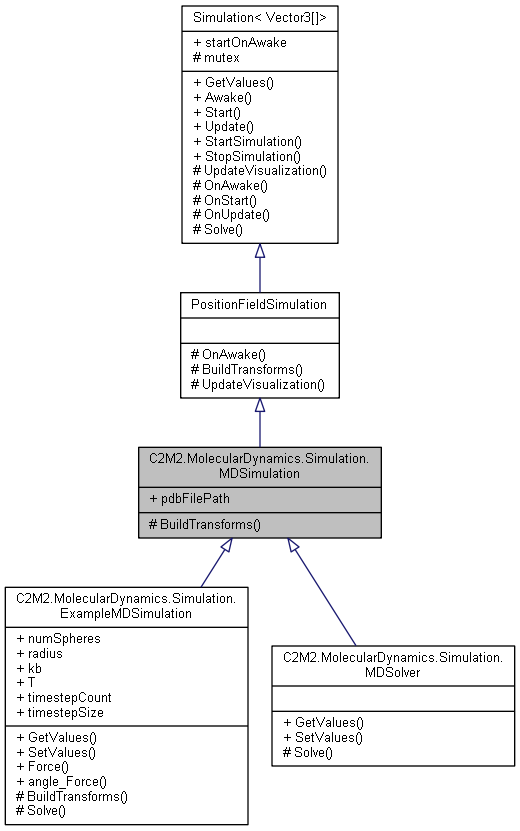 Simulation< Vector3[]>
+ startOnAwake
# mutex
+ GetValues()
+ Awake()
+ Start()
+ Update()
+ StartSimulation()
+ StopSimulation()
# UpdateVisualization()
# OnAwake()
# OnStart()
# OnUpdate()
# Solve()
PositionFieldSimulation
# OnAwake()
# BuildTransforms()
# UpdateVisualization()
C2M2.MolecularDynamics.Simulation.
MDSimulation
+ pdbFilePath
# BuildTransforms()
C2M2.MolecularDynamics.Simulation.
ExampleMDSimulation
+ numSpheres
+ radius
+ kb
+ T
+ timestepCount
+ timestepSize
+ GetValues()
+ SetValues()
+ Force()
+ angle_Force()
# BuildTransforms()
# Solve()
C2M2.MolecularDynamics.Simulation.
MDSolver
+ GetValues()
+ SetValues()
# Solve()